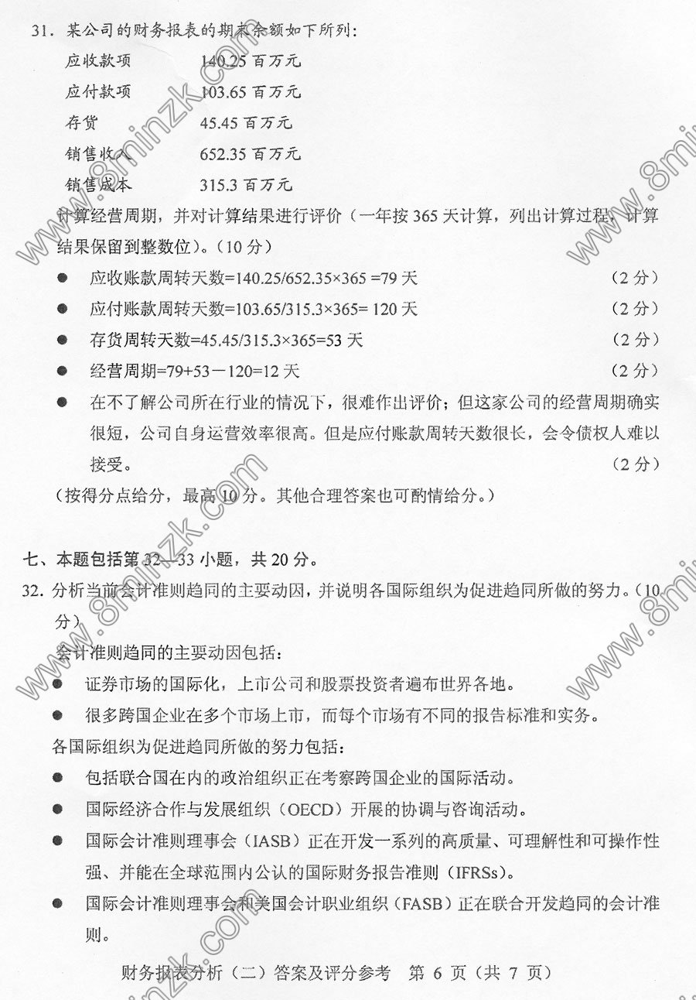 31．某公司的财务报表的期末余额如下所列：
应收款项 140.25 百万元
应付款项 103.65 百万元
存货 45.45 百万元
销售收入 652.35 百万元
销售成本 315.3 百万元
计算经营周期，并对计算结果进行评价（一年按 365 天计算，列出计算过程，计算
结果保留到整数位）。（10 分）
● 应收账款周转天数=140.25/652.35×365 =79 天 （2 分）
● 应付账款周转天数=103.65/315.3×365= 120 天 （2 分）
● 存货周转天数=45.45/315.3×365=53 天 （2 分）
● 经营周期=79+53－120=12 天 （2 分）
● 在不了解公司所在行业的情况下，很难作出评价；但这家公司的经营周期确实
很短，公司自身运营效率很高。但是应付账款周转天数很长，会令债权人难以
接受。 （2 分）
（按得分点给分，最高 10 分。其他合理答案也可酌情给分。）
七、本题包括第 32—33 小题，共 20 分。
32．分析当前会计准则趋同的主要动因，并说明各国际组织为促进趋同所做的努力。（10
分）
会计准则趋同的主要动因包括：
● 证券市场的国际化，上市公司和股票投资者遍布世界各地。
● 很多跨国企业在多个市场上市，而每个市场有不同的报告标准和实务。
各国际组织为促进趋同所做的努力包括：
● 包括联合国在内的政治组织正在考察跨国企业的国际活动。
● 国际经济合作与发展组织（OECD）开展的协调与咨询活动。
● 国际会计准则理事会（IASB）正在开发一系列的高质量、可理解性和可操作性
强、并能在全球范围内公认的国际财务报告准则（IFRSs）。
● 国际会计准则理事会和美国会计职业组织（FASB）正在联合开发趋同的会计准
则。
财务报表分析（二）答案及评分参考 第 6 页（共 7 页）
www.8minzk.com
www.8minzk.com